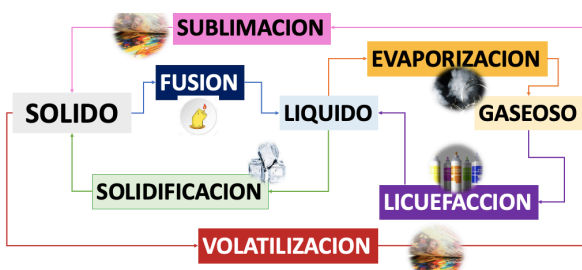 SUBLIMACION
EVAPORIZACION
FUSION
SOLIDO
LIQUIDO
GASEOSO
SOLIDIFICACION
LICUEFACCION
VOLATILIZACION